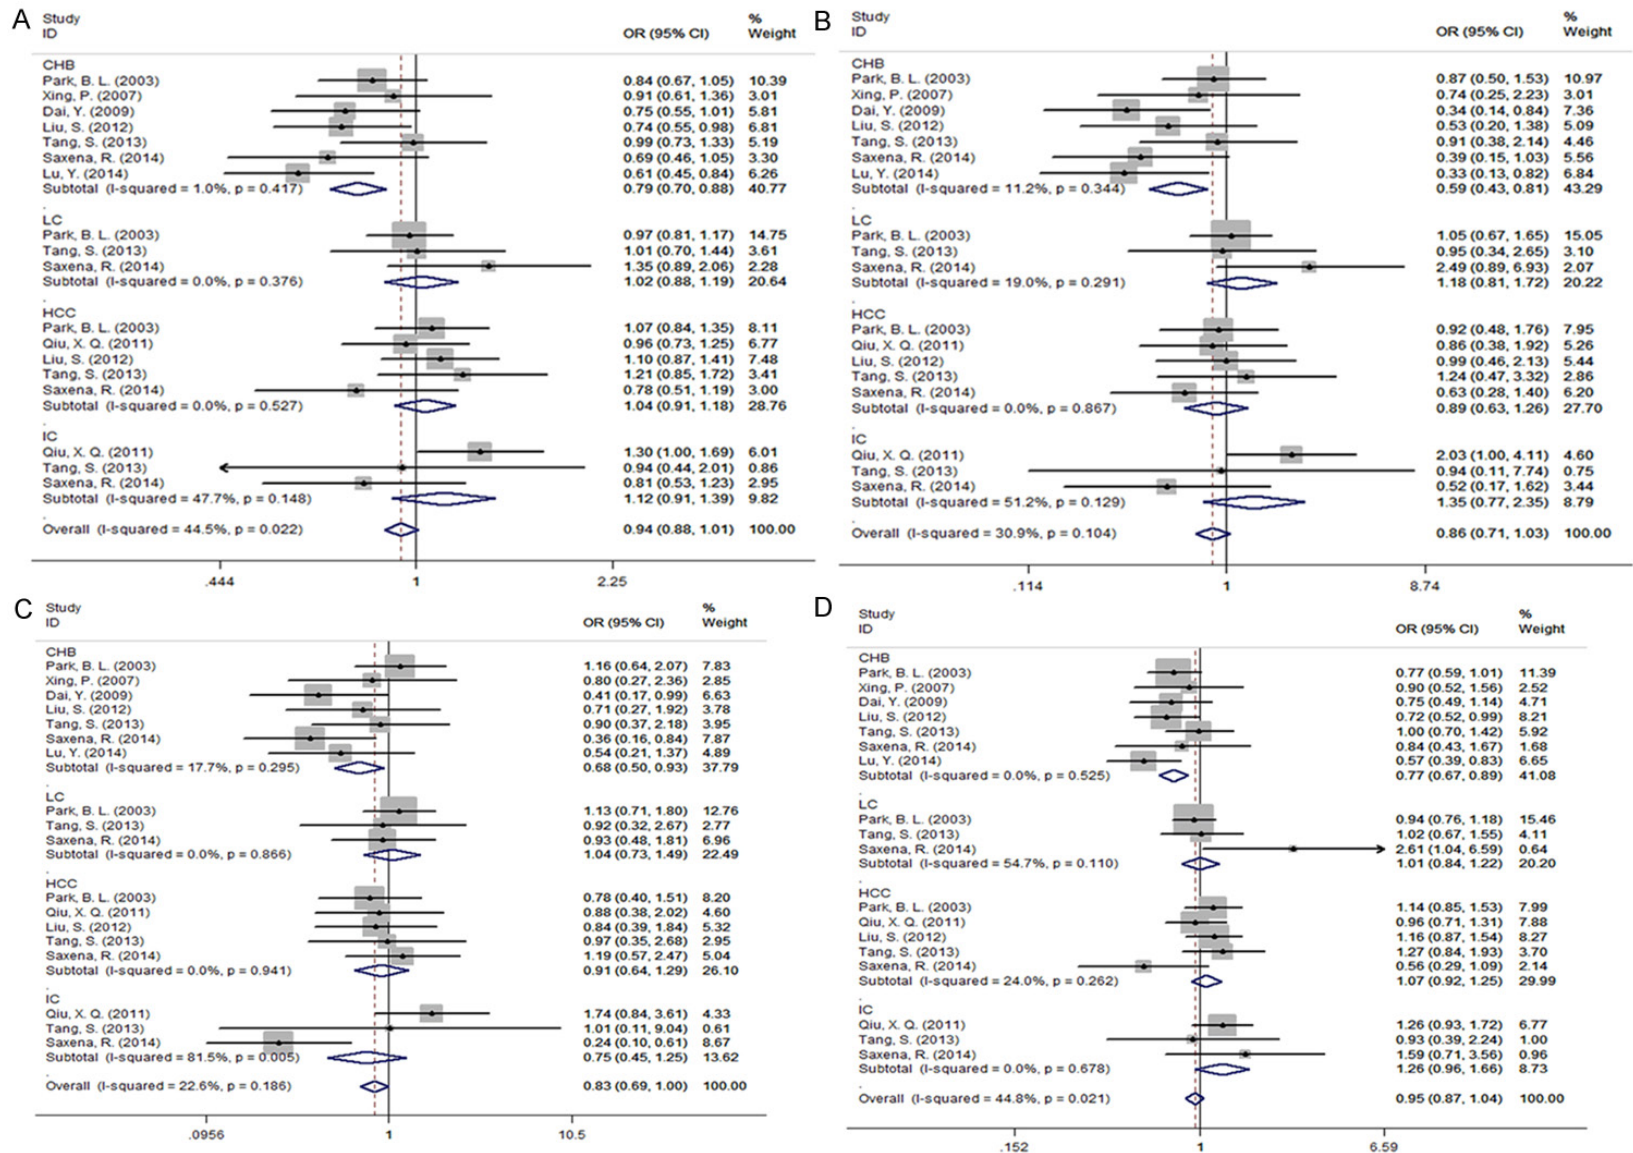 A
Study
ID OR (95% CI) % Weight
CHB
Park, B. L. (2003) 0.84 (0.67, 1.05) 10.39
Xing, P. (2007) 0.91 (0.61, 1.36) 3.01
Dai, Y. (2009) 0.75 (0.55, 1.01) 5.81
Liu, S. (2012) 0.74 (0.55, 0.98) 6.81
Tang, S. (2013) 0.99 (0.73, 1.33) 5.19
Saxena, R. (2014) 0.69 (0.46, 1.05) 3.30
Lu, Y. (2014) 0.61 (0.45, 0.84) 6.26
Subtotal (I-squared = 1.0%, p = 0.417) 0.79 (0.70, 0.88) 40.77
.
LC
Park, B. L. (2003) 0.97 (0.81, 1.17) 14.75
Tang, S. (2013) 1.01 (0.70, 1.44) 3.61
Saxena, R. (2014) 1.35 (0.89, 2.06) 2.28
Subtotal (I-squared = 0.0%, p = 0.376) 1.02 (0.88, 1.19) 20.64
.
HCC
Park, B. L. (2003) 1.07 (0.84, 1.35) 8.11
Qiu, X. Q. (2011) 0.96 (0.73, 1.25) 6.77
Liu, S. (2012) 1.10 (0.87, 1.41) 7.48
Tang, S. (2013) 1.21 (0.85, 1.72) 3.41
Saxena, R. (2014) 0.78 (0.51, 1.19) 3.00
Subtotal (I-squared = 0.0%, p = 0.527) 1.04 (0.91, 1.18) 28.76
.
IC
Qiu, X. Q. (2011) 1.30 (1.00, 1.69) 6.01
Tang, S. (2013) 0.94 (0.44, 2.01) 0.86
Saxena, R. (2014) 0.81 (0.53, 1.23) 2.95
Subtotal (I-squared = 47.7%, p = 0.148) 1.12 (0.91, 1.39) 9.82
.
Overall (I-squared = 44.5%, p = 0.022) 0.94 (0.88, 1.01) 100.00
.444 1 2.25
B
Study
ID OR (95% CI) % Weight
CHB
Park, B. L. (2003) 0.87 (0.50, 1.53) 10.97
Xing, P. (2007) 0.74 (0.25, 2.23) 3.01
Dai, Y. (2009) 0.34 (0.14, 0.84) 7.36
Liu, S. (2012) 0.53 (0.20, 1.38) 5.09
Tang, S. (2013) 0.91 (0.38, 2.14) 4.46
Saxena, R. (2014) 0.39 (0.15, 1.03) 5.56
Lu, Y. (2014) 0.33 (0.13, 0.82) 6.84
Subtotal (I-squared = 11.2%, p = 0.344) 0.59 (0.43, 0.81) 43.29
.
LC
Park, B. L. (2003) 1.05 (0.67, 1.65) 15.05
Tang, S. (2013) 0.95 (0.34, 2.65) 3.10
Saxena, R. (2014) 2.49 (0.89, 6.93) 2.07
Subtotal (I-squared = 19.0%, p = 0.291) 1.18 (0.81, 1.72) 20.22
.
HCC
Park, B. L. (2003) 0.92 (0.48, 1.76) 7.95
Qiu, X. Q. (2011) 0.86 (0.38, 1.92) 5.26
Liu, S. (2012) 0.99 (0.46, 2.13) 5.44
Tang, S. (2013) 1.24 (0.47, 3.32) 2.86
Saxena, R. (2014) 0.63 (0.28, 1.40) 6.20
Subtotal (I-squared = 0.0%, p = 0.867) 0.89 (0.63, 1.26) 27.70
.
IC
Qiu, X. Q. (2011) 2.03 (1.00, 4.11) 4.60
Tang, S. (2013) 0.94 (0.11, 7.74) 0.75
Saxena, R. (2014) 0.52 (0.17, 1.62) 3.44
Subtotal (I-squared = 51.2%, p = 0.129) 1.35 (0.77, 2.35) 8.79
.
Overall (I-squared = 30.9%, p = 0.104) 0.86 (0.71, 1.03) 100.00
.114 1 8.74
C
Study
ID OR (95% CI) % Weight
CHB
Park, B. L. (2003) 1.16 (0.64, 2.07) 7.83
Xing, P. (2007) 0.80 (0.27, 2.36) 2.85
Dai, Y. (2009) 0.41 (0.17, 0.99) 6.63
Liu, S. (2012) 0.71 (0.27, 1.92) 3.78
Tang, S. (2013) 0.90 (0.37, 2.18) 3.95
Saxena, R. (2014) 0.36 (0.16, 0.84) 7.87
Lu, Y. (2014) 0.54 (0.21, 1.37) 4.89
Subtotal (I-squared = 17.7%, p = 0.295) 0.68 (0.50, 0.93) 37.79
.
LC
Park, B. L. (2003) 1.13 (0.71, 1.80) 12.76
Tang, S. (2013) 0.92 (0.32, 2.67) 2.77
Saxena, R. (2014) 0.93 (0.48, 1.81) 6.96
Subtotal (I-squared = 0.0%, p = 0.866) 1.04 (0.73, 1.49) 22.49
.
HCC
Park, B. L. (2003) 0.78 (0.40, 1.51) 8.20
Qiu, X. Q. (2011) 0.88 (0.38, 2.02) 4.60
Liu, S. (2012) 0.84 (0.39, 1.84) 5.32
Tang, S. (2013) 0.97 (0.35, 2.68) 2.95
Saxena, R. (2014) 1.19 (0.57, 2.47) 5.04
Subtotal (I-squared = 0.0%, p = 0.941) 0.91 (0.64, 1.29) 26.10
.
IC
Qiu, X. Q. (2011) 1.74 (0.84, 3.61) 4.33
Tang, S. (2013) 1.01 (0.11, 9.04) 0.61
Saxena, R. (2014) 0.24 (0.10, 0.61) 8.67
Subtotal (I-squared = 81.5%, p = 0.005) 0.75 (0.45, 1.25) 13.62
.
Overall (I-squared = 22.6%, p = 0.186) 0.83 (0.69, 1.00) 100.00
.0956 1 10.5
D
Study
ID OR (95% CI) % Weight
CHB
Park, B. L. (2003) 0.77 (0.59, 1.01) 11.39
Xing, P. (2007) 0.90 (0.52, 1.56) 2.52
Dai, Y. (2009) 0.75 (0.49, 1.14) 4.71
Liu, S. (2012) 0.72 (0.52, 0.99) 8.21
Tang, S. (2013) 1.00 (0.70, 1.42) 5.92
Saxena, R. (2014) 0.84 (0.43, 1.67) 1.68
Lu, Y. (2014) 0.57 (0.39, 0.83) 6.65
Subtotal (I-squared = 0.0%, p = 0.525) 0.77 (0.67, 0.89) 41.08
.
LC
Park, B. L. (2003) 0.94 (0.76, 1.18) 15.46
Tang, S. (2013) 1.02 (0.67, 1.55) 4.11
Saxena, R. (2014) 2.61 (1.04, 6.59) 0.64
Subtotal (I-squared = 54.7%, p = 0.110) 1.01 (0.84, 1.22) 20.20
.
HCC
Park, B. L. (2003) 1.14 (0.85, 1.53) 7.99
Qiu, X. Q. (2011) 0.96 (0.71, 1.31) 7.88
Liu, S. (2012) 1.16 (0.87, 1.54) 8.27
Tang, S. (2013) 1.27 (0.84, 1.93) 3.70
Saxena, R. (2014) 0.56 (0.29, 1.09) 2.14
Subtotal (I-squared = 24.0%, p = 0.262) 1.07 (0.92, 1.25) 29.99
.
IC
Qiu, X. Q. (2011) 1.26 (0.93, 1.72) 6.77
Tang, S. (2013) 0.93 (0.39, 2.24) 1.00
Saxena, R. (2014) 1.59 (0.71, 3.56) 0.96
Subtotal (I-squared = 0.0%, p = 0.678) 1.26 (0.96, 1.66) 8.73
.
Overall (I-squared = 44.8%, p = 0.021) 0.95 (0.87, 1.04) 100.00
.152 1 6.59